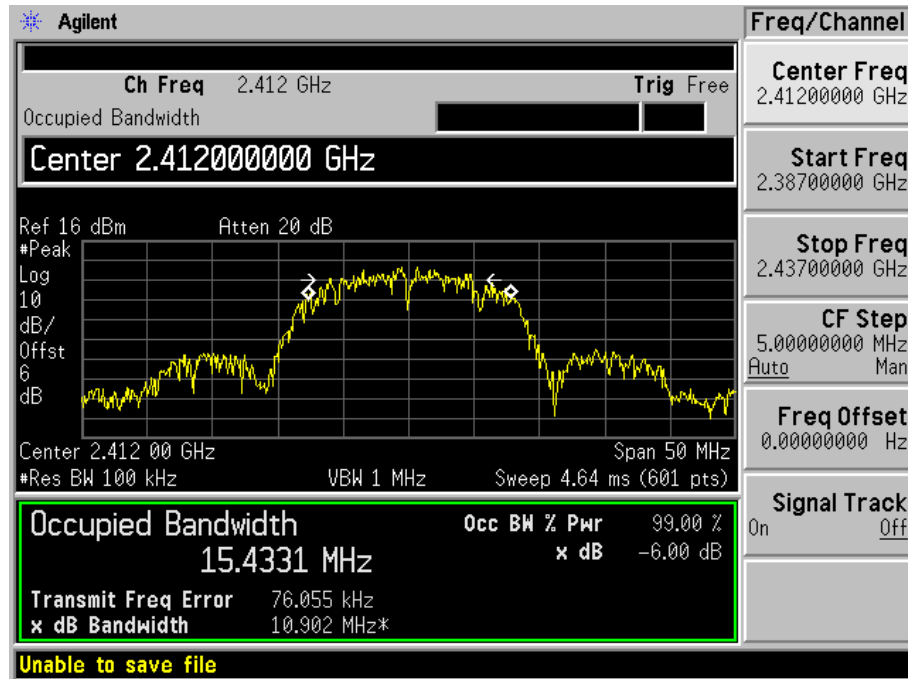 Agilent
Freq/Channel
Ch Freq 2.412 GHz Trig Free
Occupied Bandwidth
Center 2.412000000 GHz
Ref 16 dBm Atten 20 dB
#Peak
Log
10
dB/
Offst
6
dB
Center 2.412 00 GHz Span 50 MHz
#Res BW 100 kHz VBW 1 MHz Sweep 4.64 ms (601 pts)
Occupied Bandwidth
15.4331 MHz
Occ BW % Pwr 99.00 %
x dB -6.00 dB
Transmit Freq Error 76.055 kHz
x dB Bandwidth 10.902 MHz*
Unable to save file
Center Freq
2.41200000 GHz
Start Freq
2.38700000 GHz
Stop Freq
2.43700000 GHz
CF Step
5.00000000 MHz
Auto Man
Freq Offset
0.00000000 Hz
Signal Track
On Off